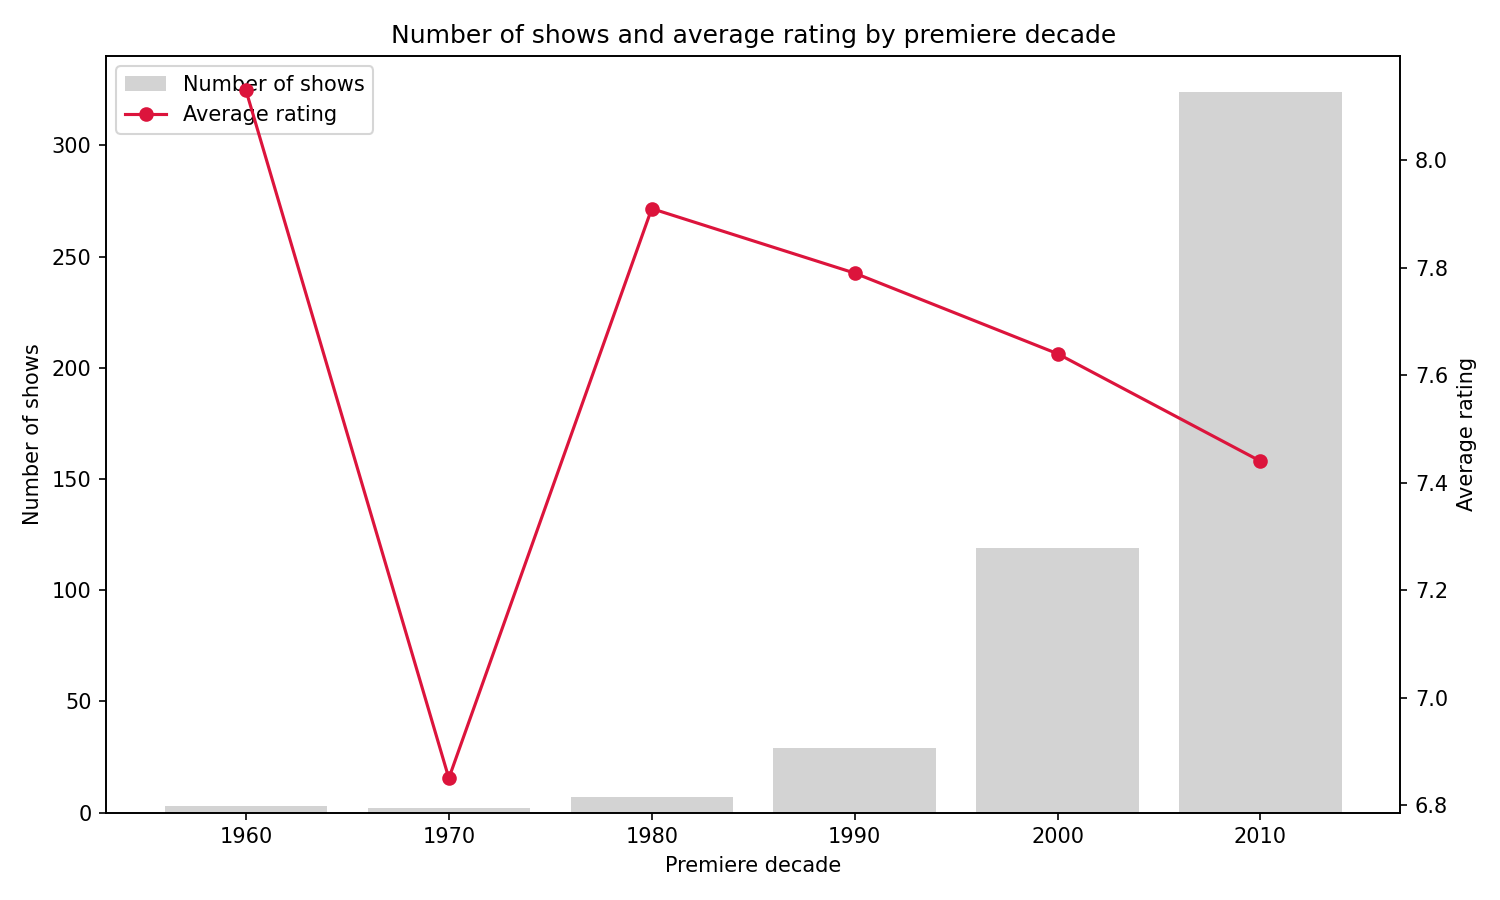 Number of shows and average rating by premiere decade
Number of shows
Average rating
300
250
200
150
100
50
0
Number of shows
8.0
7.8
7.6
7.4
7.2
7.0
6.8
Average rating
1960 1970 1980 1990 2000 2010
Premiere decade